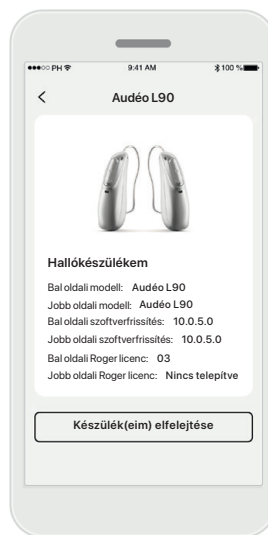 ●●●○○ PH 9:41 AM 100 %
Audéo L90
Hallókészülékem
Bal oldali modell: Audéo L90
Jobb oldali modell: Audéo L90
Bal oldali szoftverfrissítés: 10.0.5.0
Jobb oldali szoftverfrissítés: 10.0.5.0
Bal oldali Roger licenc: 03
Jobb oldali Roger licenc: Nincs telepítve
Készülék(eim) elfelejtése